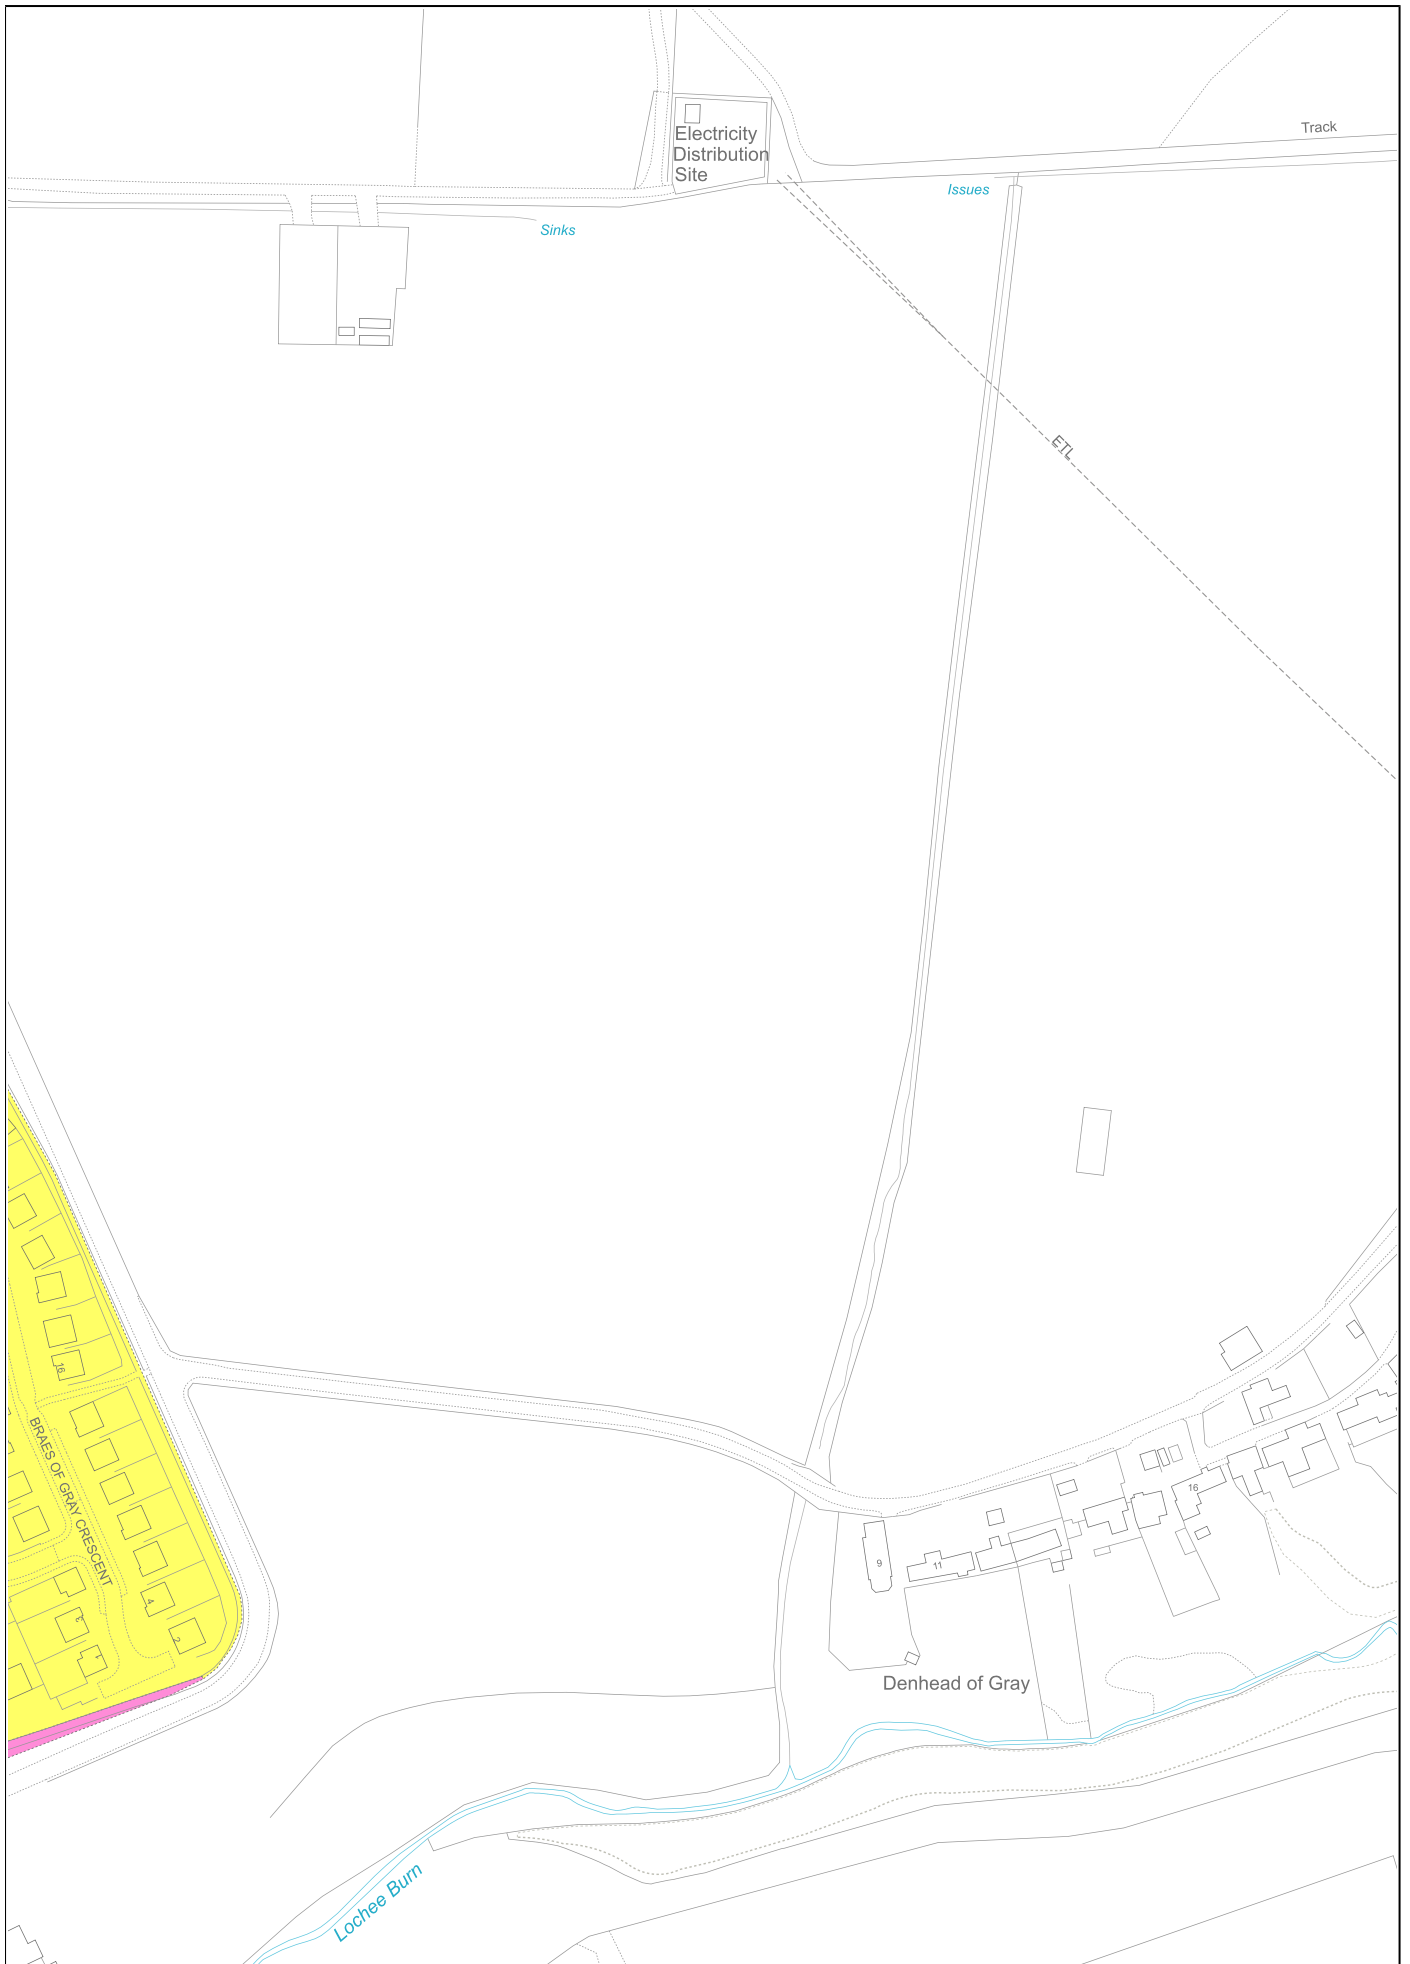 Track
Electricity
Distribution
Site
Issues
Sinks
ETL
16
BRAES OF GRAY CRESCENT
16
9
11
4
3
2
1
Denhead of Gray
Lochee Burn